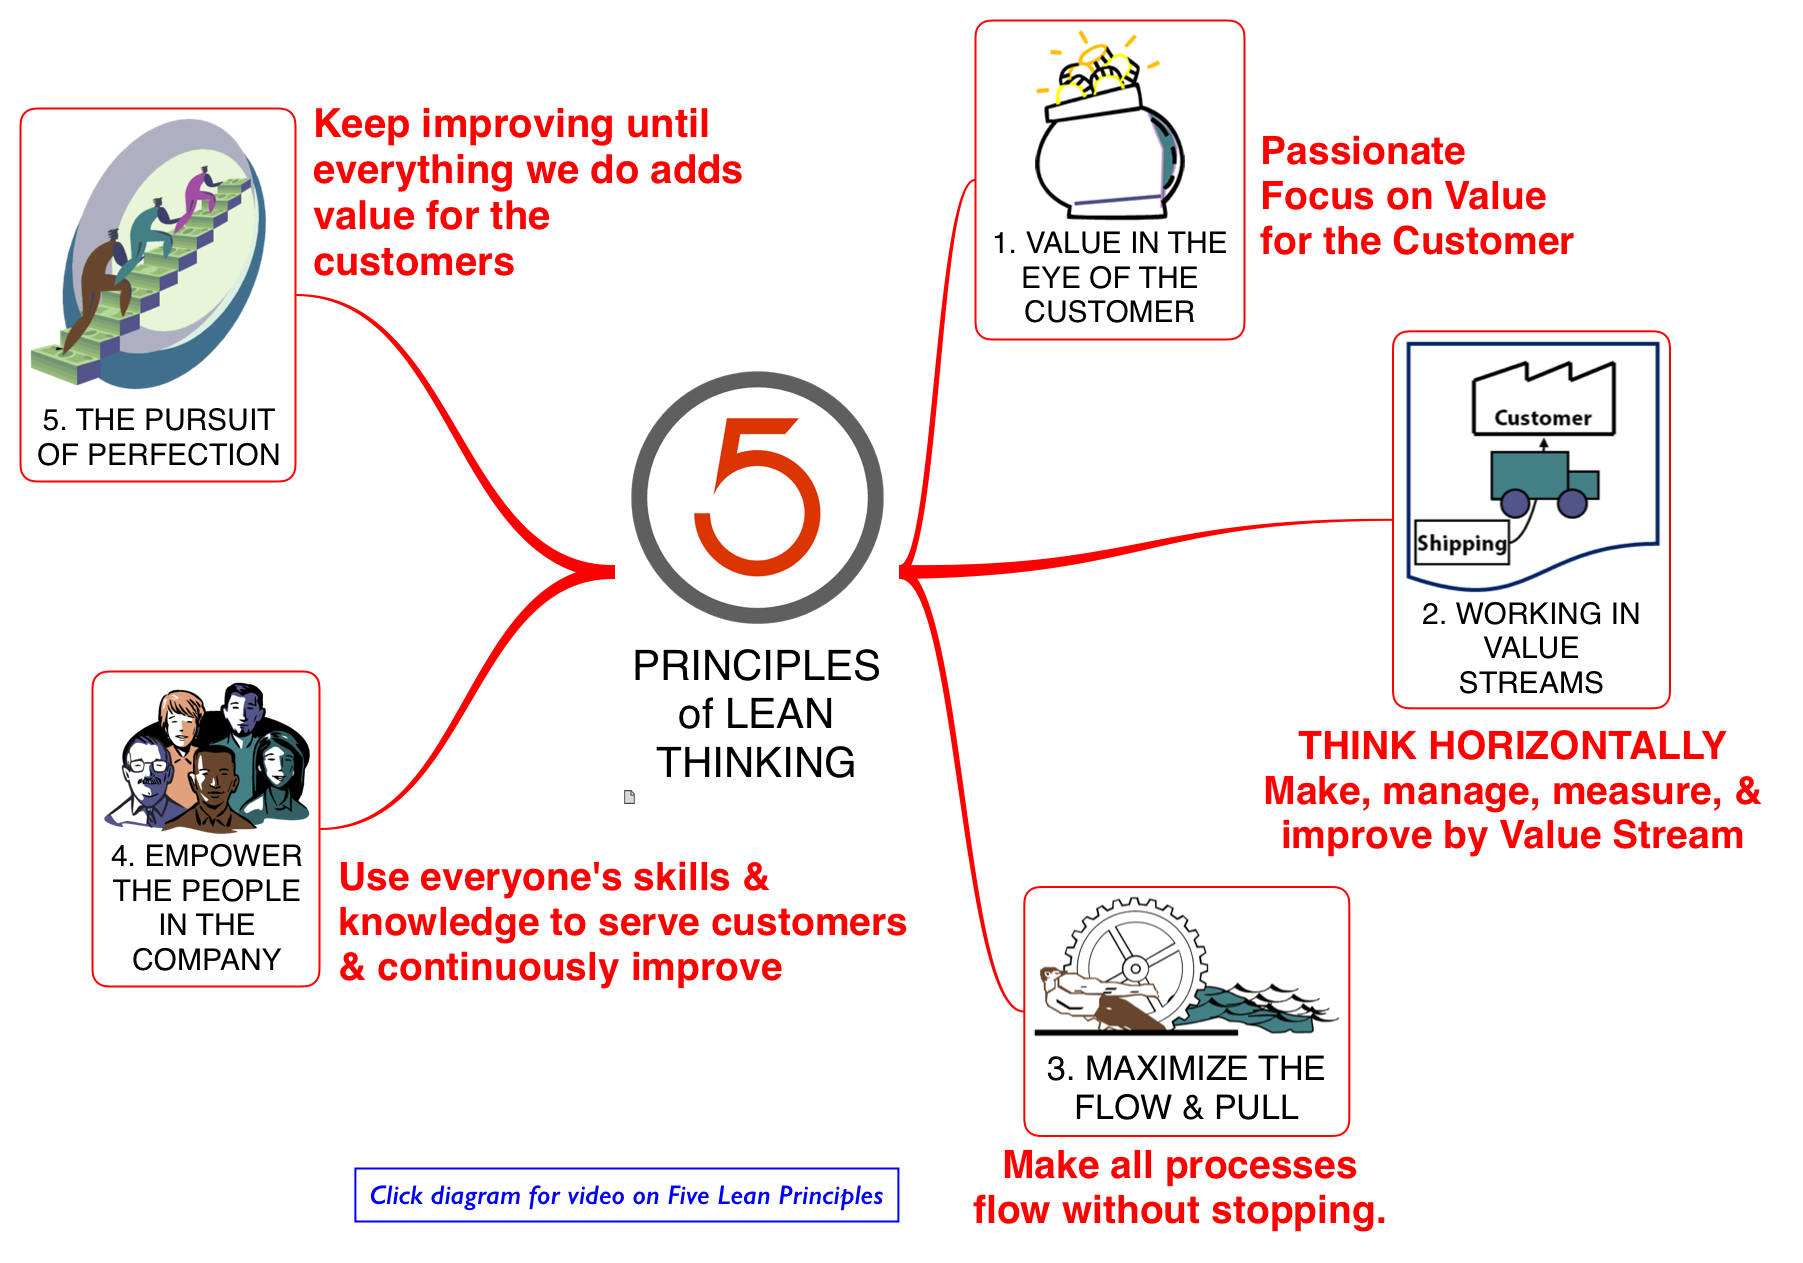 5
PRINCIPLES
of LEAN
THINKING
1. VALUE IN THE
EYE OF THE
CUSTOMER
Passionate
Focus on Value
for the Customer
Customer
Shipping
2. WORKING IN
VALUE
STREAMS
THINK HORIZONTALLY
Make, manage, measure, &
improve by Value Stream
3. MAXIMIZE THE
FLOW & PULL
Make all processes
flow without stopping.
4. EMPOWER
THE PEOPLE
IN THE
COMPANY
Use everyone's skills &
knowledge to serve customers
& continuously improve
5. THE PURSUIT
OF PERFECTION
Keep improving until
everything we do adds
value for the
customers
Click diagram for video on Five Lean Principles